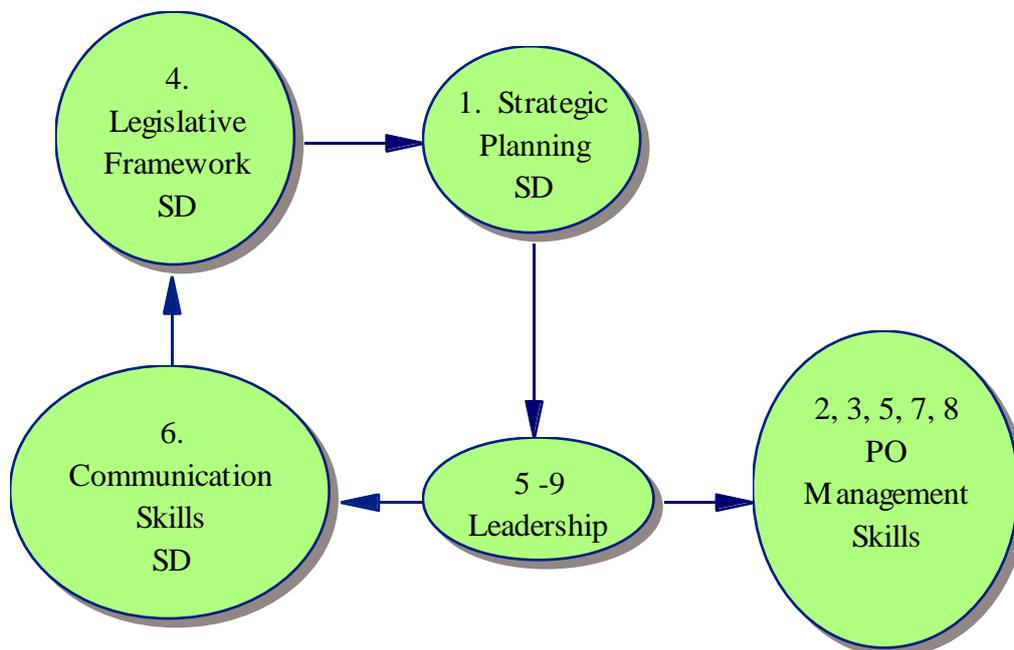 4.
Legislative
Framework
SD
1. Strategic
Planning
SD
6.
Communication
Skills
SD
5 -9
Leadership
2, 3, 5, 7, 8
PO
Management
Skills